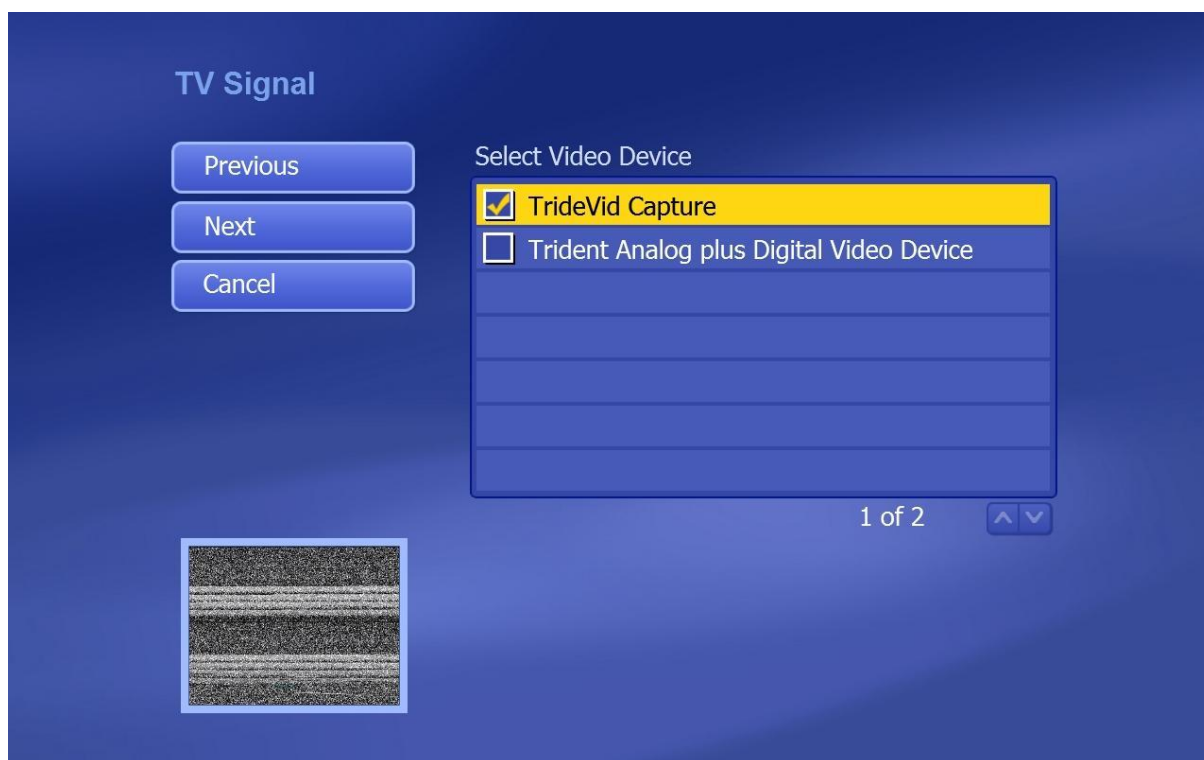 TV Signal
Previous
Next
Cancel
Select Video Device
TrideVid Capture
Trident Analog plus Digital Video Device
1 of 2